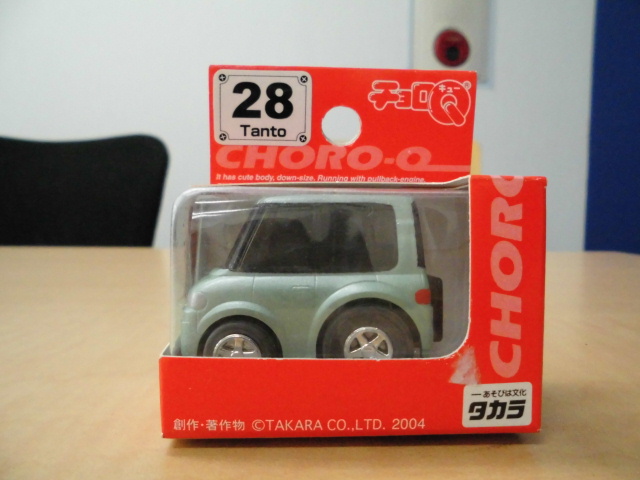 28
Tanto
チョロQ
キュー
CHORO-Q
It has cute body, down-size. Running with pullback-engine.
CHORO
あそびは文化
タカラ
創作・著作物 ©TAKARA CO.,LTD. 2004